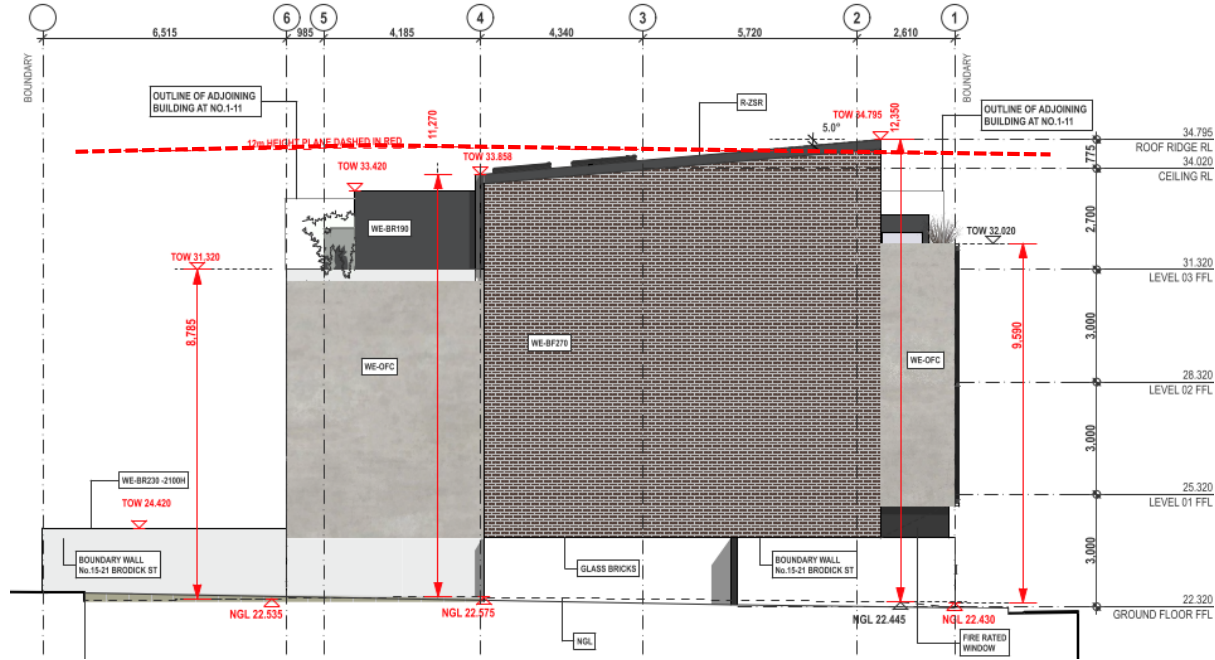 6
5
4
3
2
1
6,515
985
4,185
4,340
5,720
2,610
BOUNDARY
BOUNDARY
OUTLINE OF ADJOINING
BUILDING AT NO.1-11
R-ZSR
OUTLINE OF ADJOINING
BUILDING AT NO.1-11
11,270
TOW 34.795
12,350
5.0°
12m HEIGHT PLANE DASHED IN RED
34.795
ROOF RIDGE RL
775
34.020
CEILING RL
TOW 33.420
TOW 33.858
2,700
WE-BR190
TOW 32.020
TOW 31.320
31.320
LEVEL 03 FFL
8,785
9,590
3,000
WE-BF270
WE-OFC
WE-OFC
28.320
LEVEL 02 FFL
3,000
WE-BR230 -2100H
TOW 24.420
25.320
LEVEL 01 FFL
3,000
BOUNDARY WALL
No.15-21 BRODICK ST
GLASS BRICKS
BOUNDARY WALL
No.15-21 BRODICK ST
22.320
GROUND FLOOR FFL
NGL 22.535
NGL 22.575
NGL 22.445
NGL 22.430
NGL
FIRE RATED
WINDOW